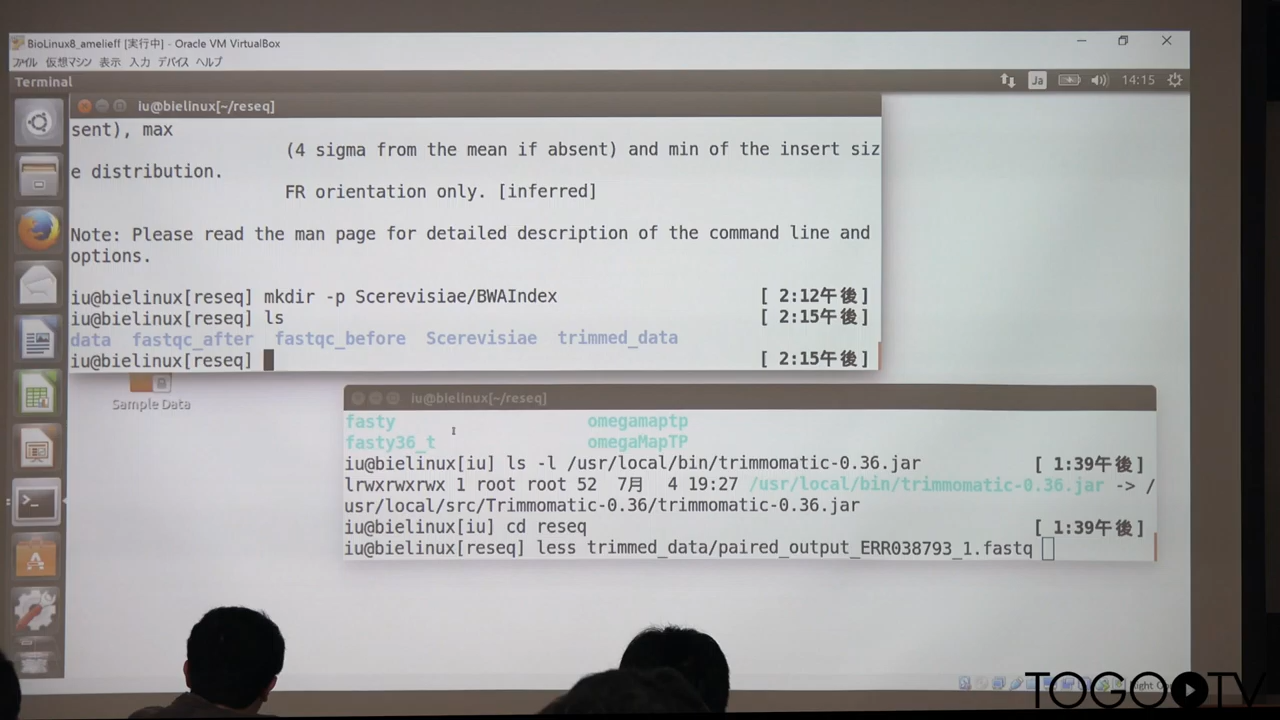 BioLinux8_amelieff [実行中] - Oracle VM VirtualBox
ファイル 仮想マシン 表示 入力 デバイス ヘルプ
Terminal
Ja
14:15
iu@bielinux[~/reseq]
sent), max
(4 sigma from the mean if absent) and min of the insert siz
e distribution.
FR orientation only. [inferred]
Note: Please read the man page for detailed description of the command line and
options.
iu@bielinux[reseq] mkdir -p Scerevisiae/BWAIndex [ 2:12午後]
iu@bielinux[reseq] ls [ 2:15午後]
data fastqc_after fastqc_before Scerevisiae trimmed_data
iu@bielinux[reseq] [ 2:15午後]
Sample Data
iu@bielinux[~/reseq]
fasty omegamaptp
fasty36_t omegaMapTP
iu@bielinux[iu] ls -l /usr/local/bin/trimmomatic-0.36.jar [ 1:39午後]
lrwxrwxrwx 1 root root 52 7月 4 19:27 /usr/local/bin/trimmomatic-0.36.jar -> /
usr/local/src/Trimmomatic-0.36/trimmomatic-0.36.jar
iu@bielinux[iu] cd reseq [ 1:39午後]
iu@bielinux[reseq] less trimmed_data/paired_output_ERR038793_1.fastq
TOGO TV